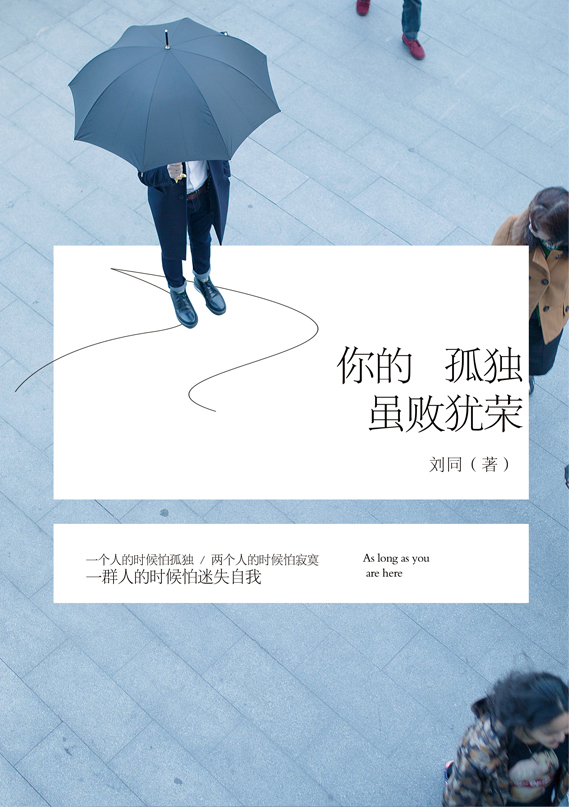 你的 孤独
虽败犹荣
刘同（著）
一个人的时候怕孤独 / 两个人的时候怕寂寞
一群人的时候怕迷失自我
As long as you
are here